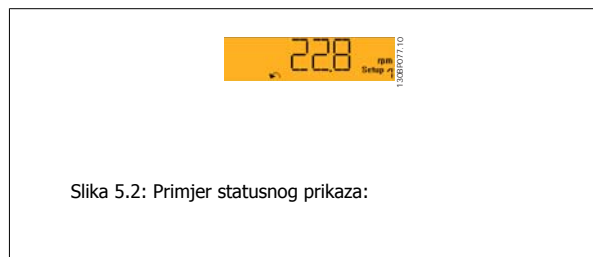 22.8
rpm
Setup 1
130BP077.10
Slika 5.2: Primjer statusnog prikaza: